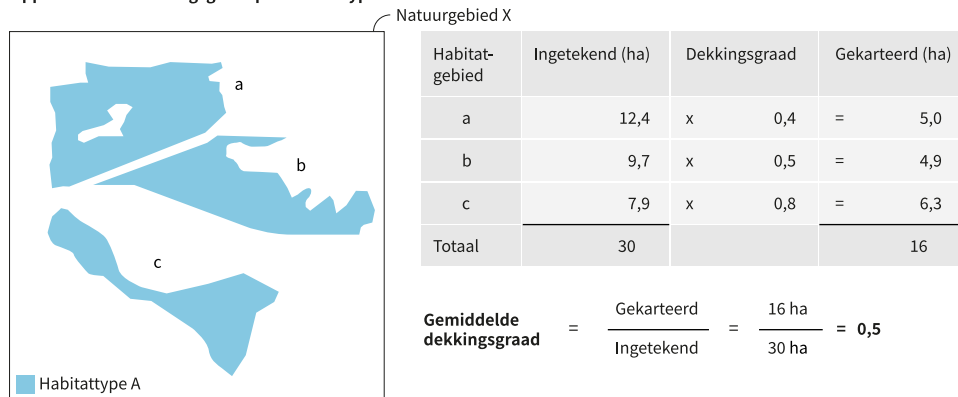 Natuurgebied X
a
b
c
Habitattype A
Habitat-gebied Ingetekend (ha) Dekkingsgraad Gekarteerd (ha)
a 12,4 x 0,4 = 5,0
b 9,7 x 0,5 = 4,9
c 7,9 x 0,8 = 6,3
Totaal 30 16
Gemiddelde dekkingsgraad = Gekarteerd / Ingetekend = 16 ha / 30 ha = 0,5